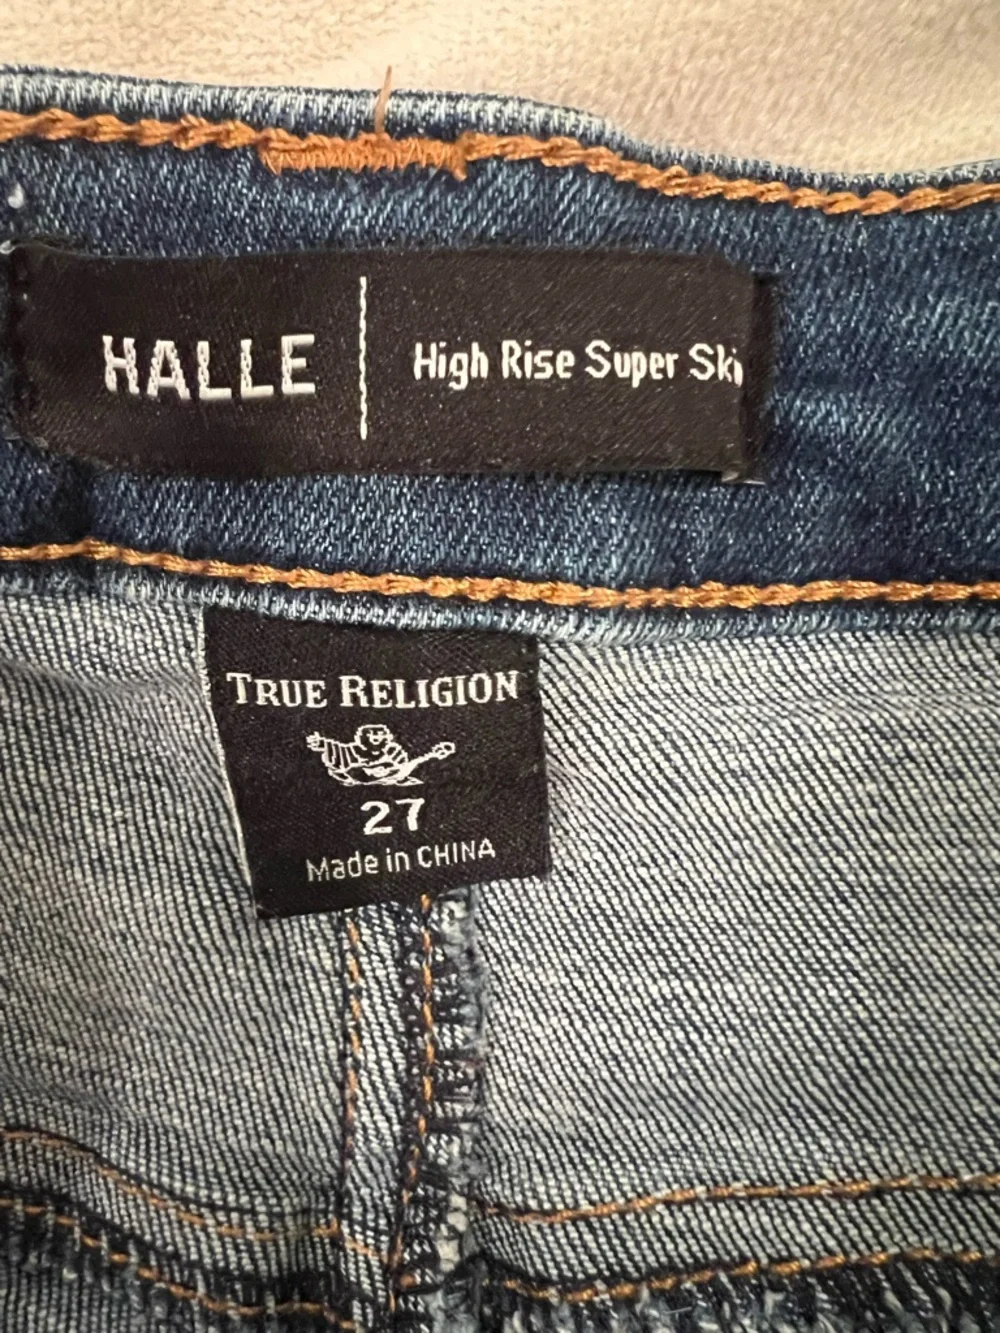 HALLE | High Rise Super Ski
TRUE RELIGION
27
Made in CHINA